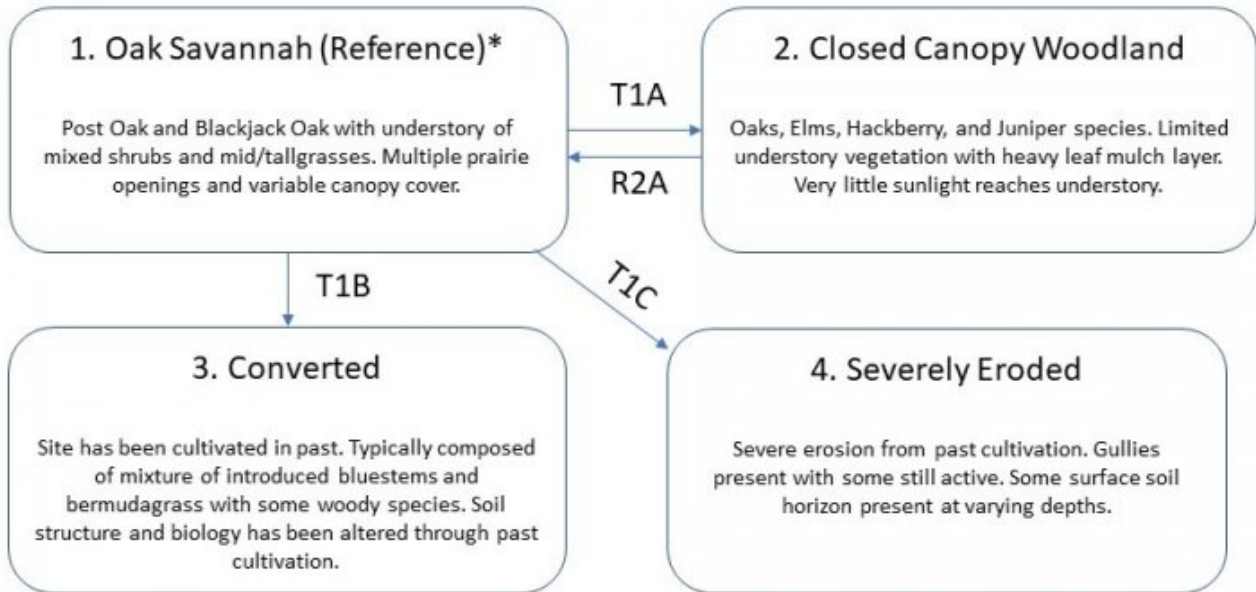 1. Oak Savannah (Reference)*
Post Oak and Blackjack Oak with understory of
mixed shrubs and mid/tallgrasses. Multiple prairie
openings and variable canopy cover.
T1A
R2A
2. Closed Canopy Woodland
Oaks, Elms, Hackberry, and Juniper species. Limited
understory vegetation with heavy leaf mulch layer.
Very little sunlight reaches understory.
T1B
T1C
3. Converted
Site has been cultivated in past. Typically composed
of mixture of introduced bluestems and
bermudagrass with some woody species. Soil
structure and biology has been altered through past
cultivation.
4. Severely Eroded
Severe erosion from past cultivation. Gullies
present with some still active. Some surface soil
horizon present at varying depths.